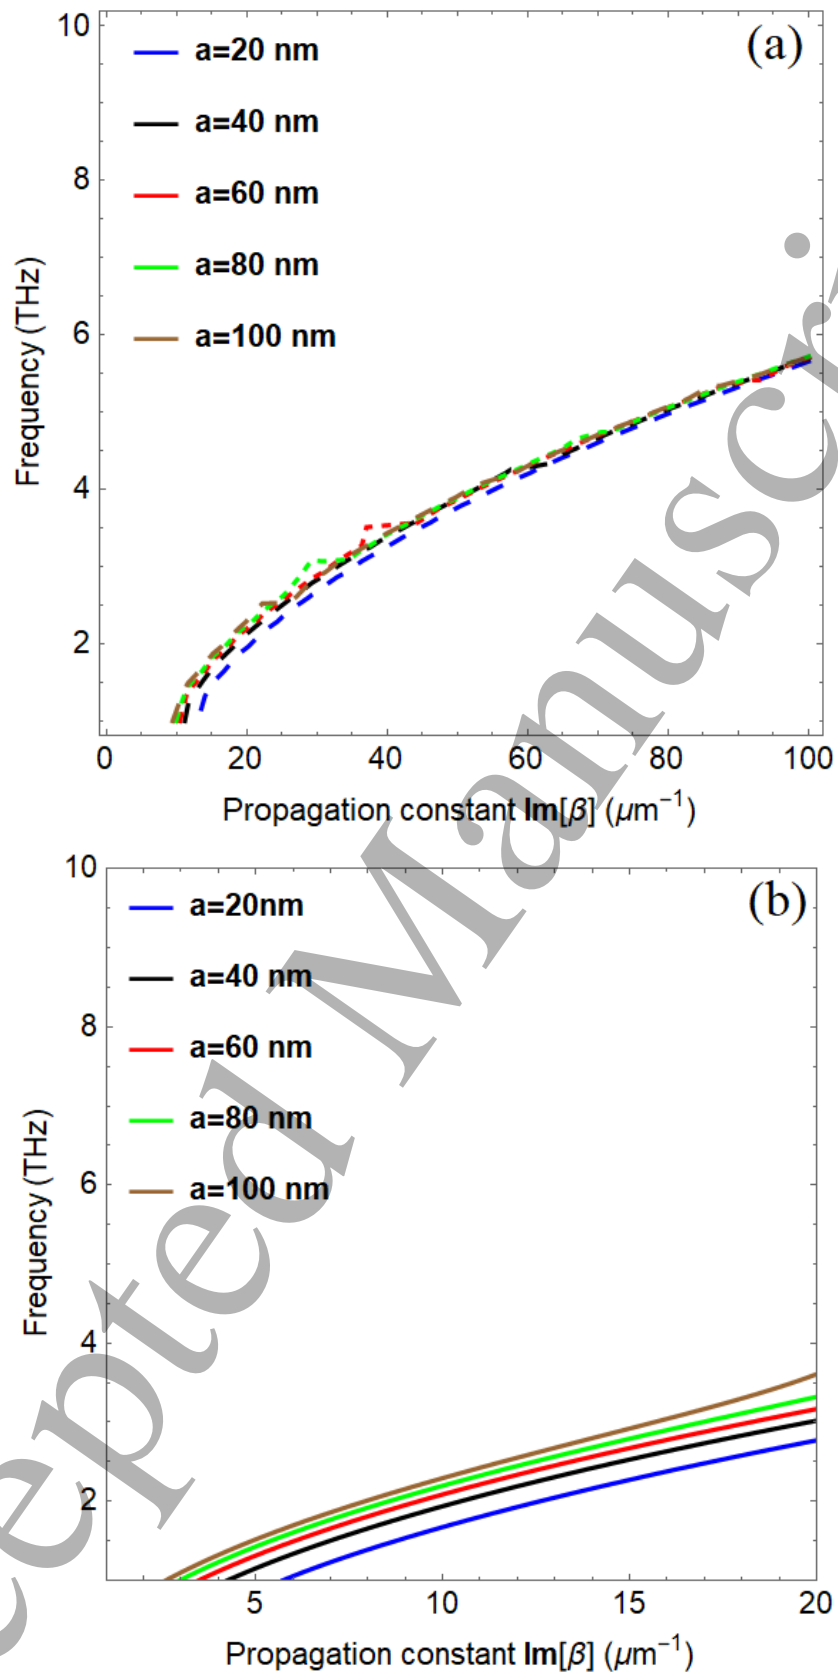 (a)
10
8
6
4
2
a=20 nm
a=40 nm
a=60 nm
a=80 nm
a=100 nm
Frequency (THz)
0 20 40 60 80 100
Propagation constant Im[β] (μm⁻¹)
(b)
10
8
6
4
2
a=20nm
a=40 nm
a=60 nm
a=80 nm
a=100 nm
Frequency (THz)
5 10 15 20
Propagation constant Im[β] (μm⁻¹)
epted Manuscri